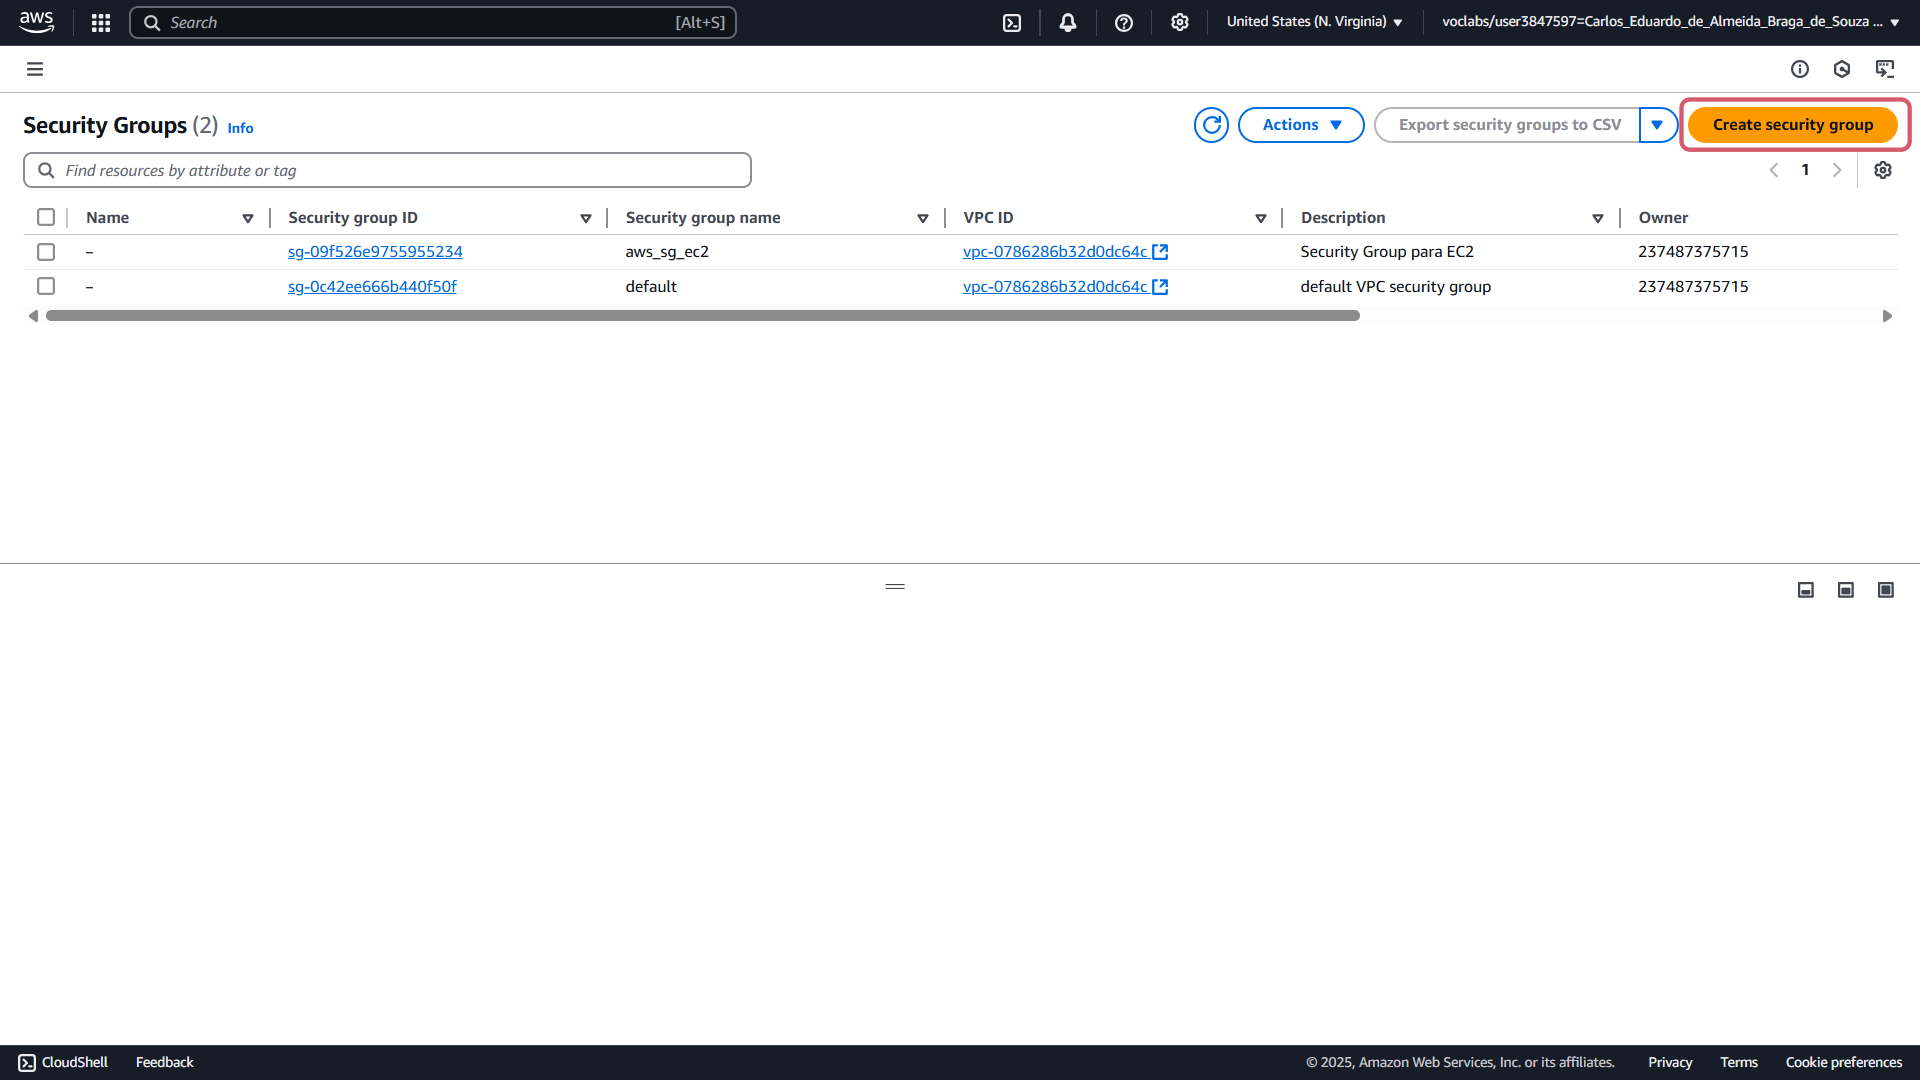 aws
Search [Alt+S]
United States (N. Virginia)
voclabs/user3847597=Carlos_Eduardo_de_Almeida_Braga_de_Souza ...
Security Groups (2) Info
Actions
Export security groups to CSV
Create security group
Find resources by attribute or tag
1
Name Security group ID Security group name VPC ID Description Owner
– sg-09f526e9755955234 aws_sg_ec2 vpc-0786286b32d0dc64c Security Group para EC2 237487375715
– sg-0c42ee666b440f50f default vpc-0786286b32d0dc64c default VPC security group 237487375715
CloudShell Feedback © 2025, Amazon Web Services, Inc. or its affiliates. Privacy Terms Cookie preferences